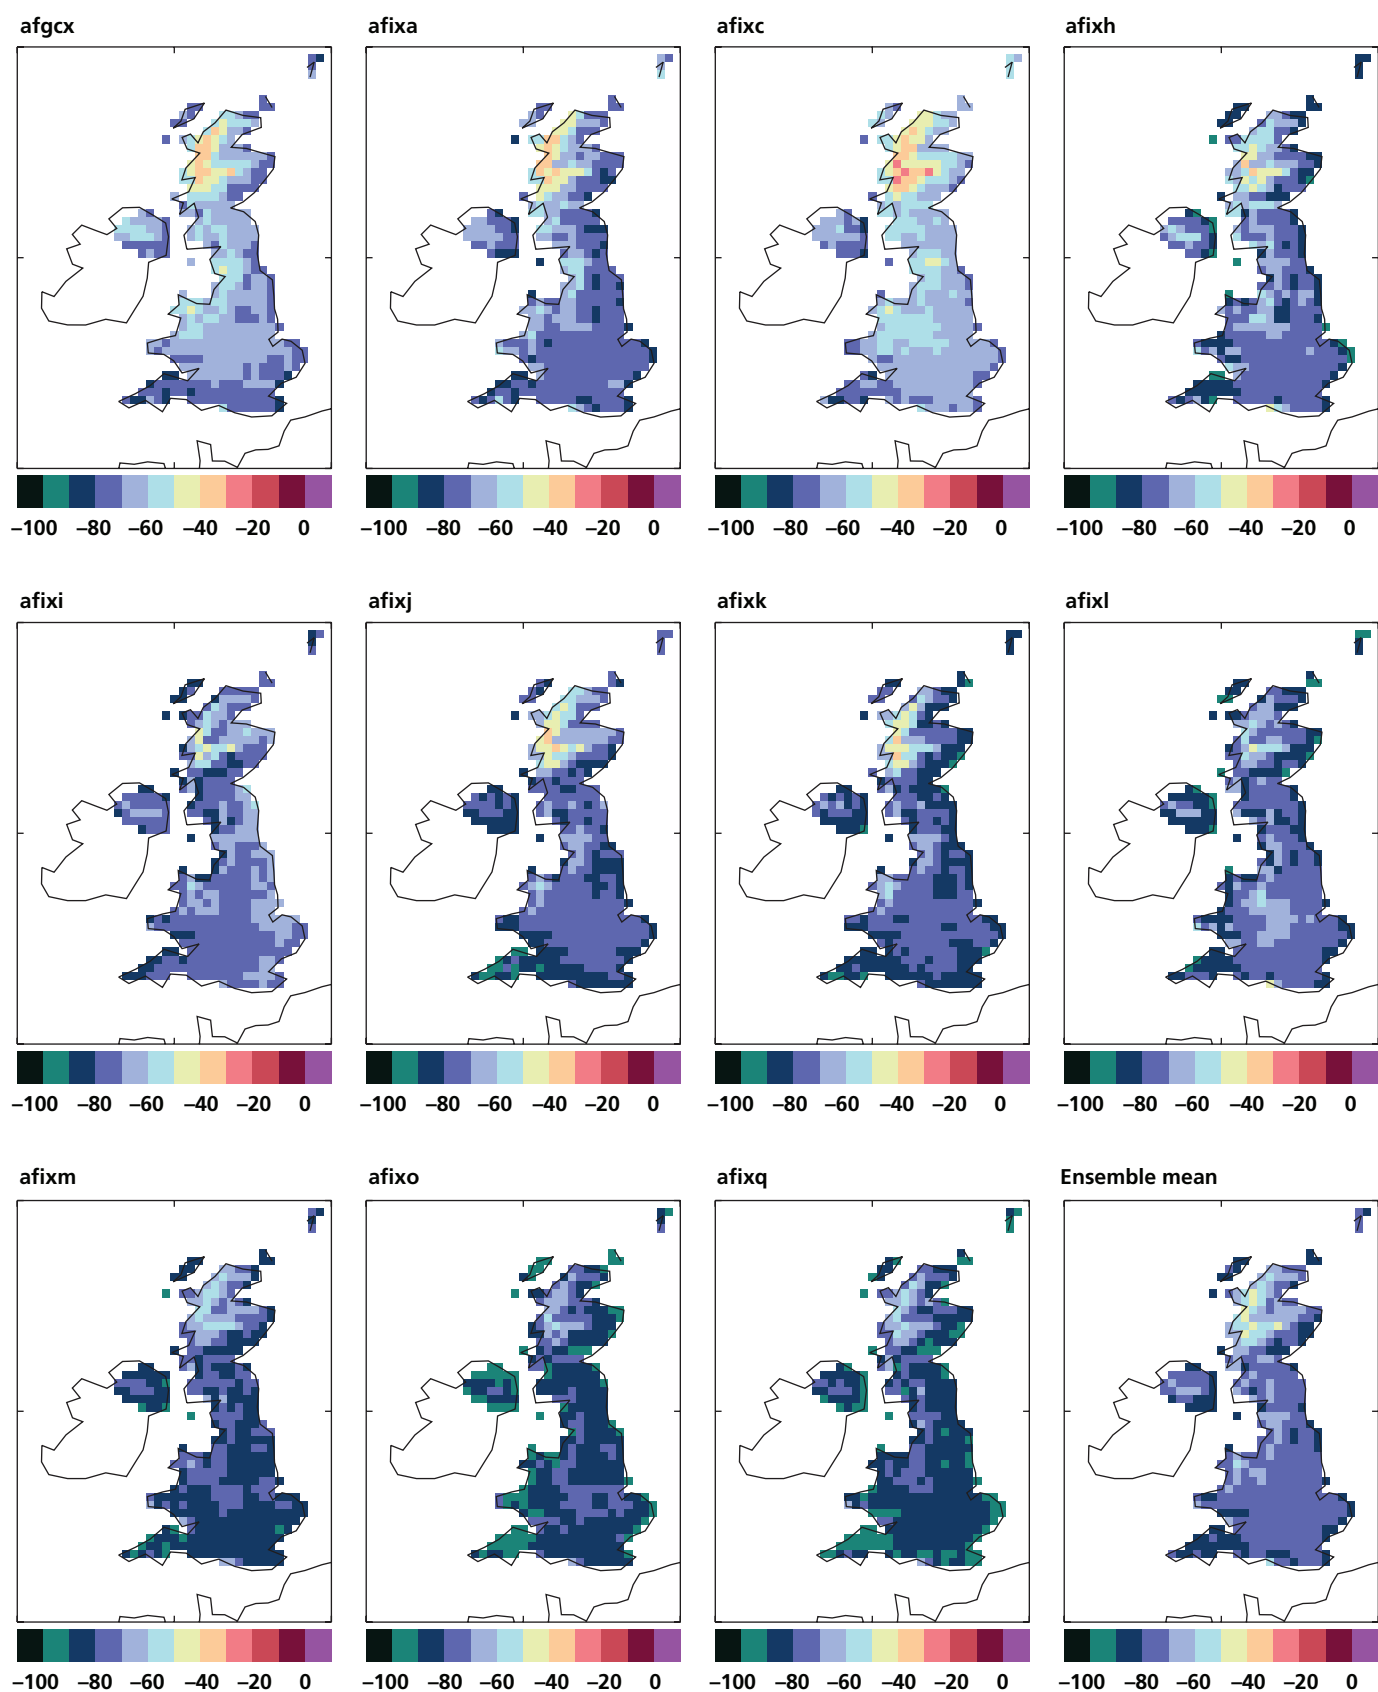 afgcx afixa afixc afixh
−100 −80 −60 −40 −20 0 −100 −80 −60 −40 −20 0 −100 −80 −60 −40 −20 0 −100 −80 −60 −40 −20 0
afixi afixj afixk afixl
−100 −80 −60 −40 −20 0 −100 −80 −60 −40 −20 0 −100 −80 −60 −40 −20 0 −100 −80 −60 −40 −20 0
afixm afixo afixq Ensemble mean
−100 −80 −60 −40 −20 0 −100 −80 −60 −40 −20 0 −100 −80 −60 −40 −20 0 −100 −80 −60 −40 −20 0